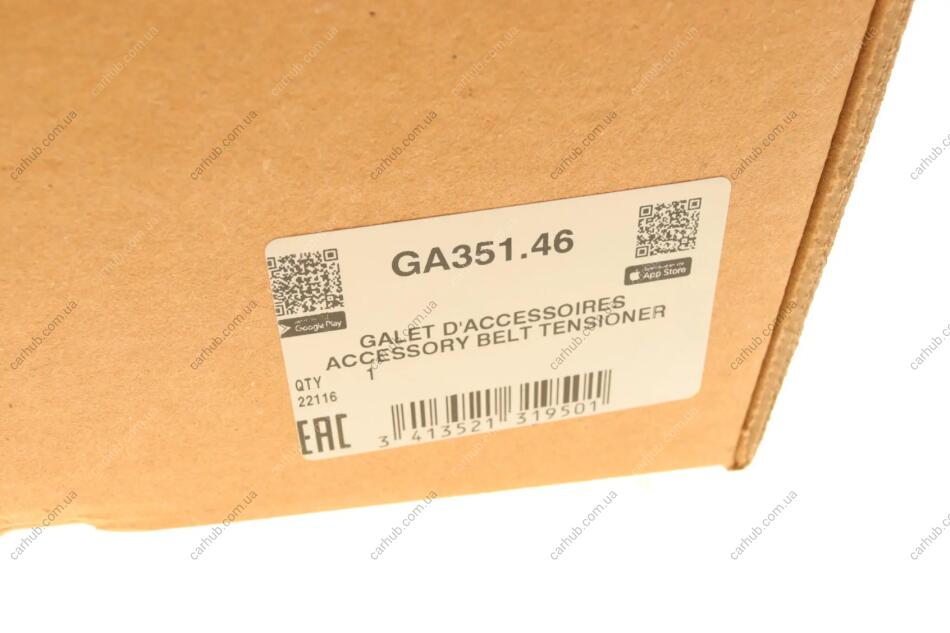 GA351.46
Google Play
App Store
GALET D'ACCESSOIRES
ACCESSORY BELT TENSIONER
QTY 1
22116
EAC
3 413521 319501
carhub.com.ua